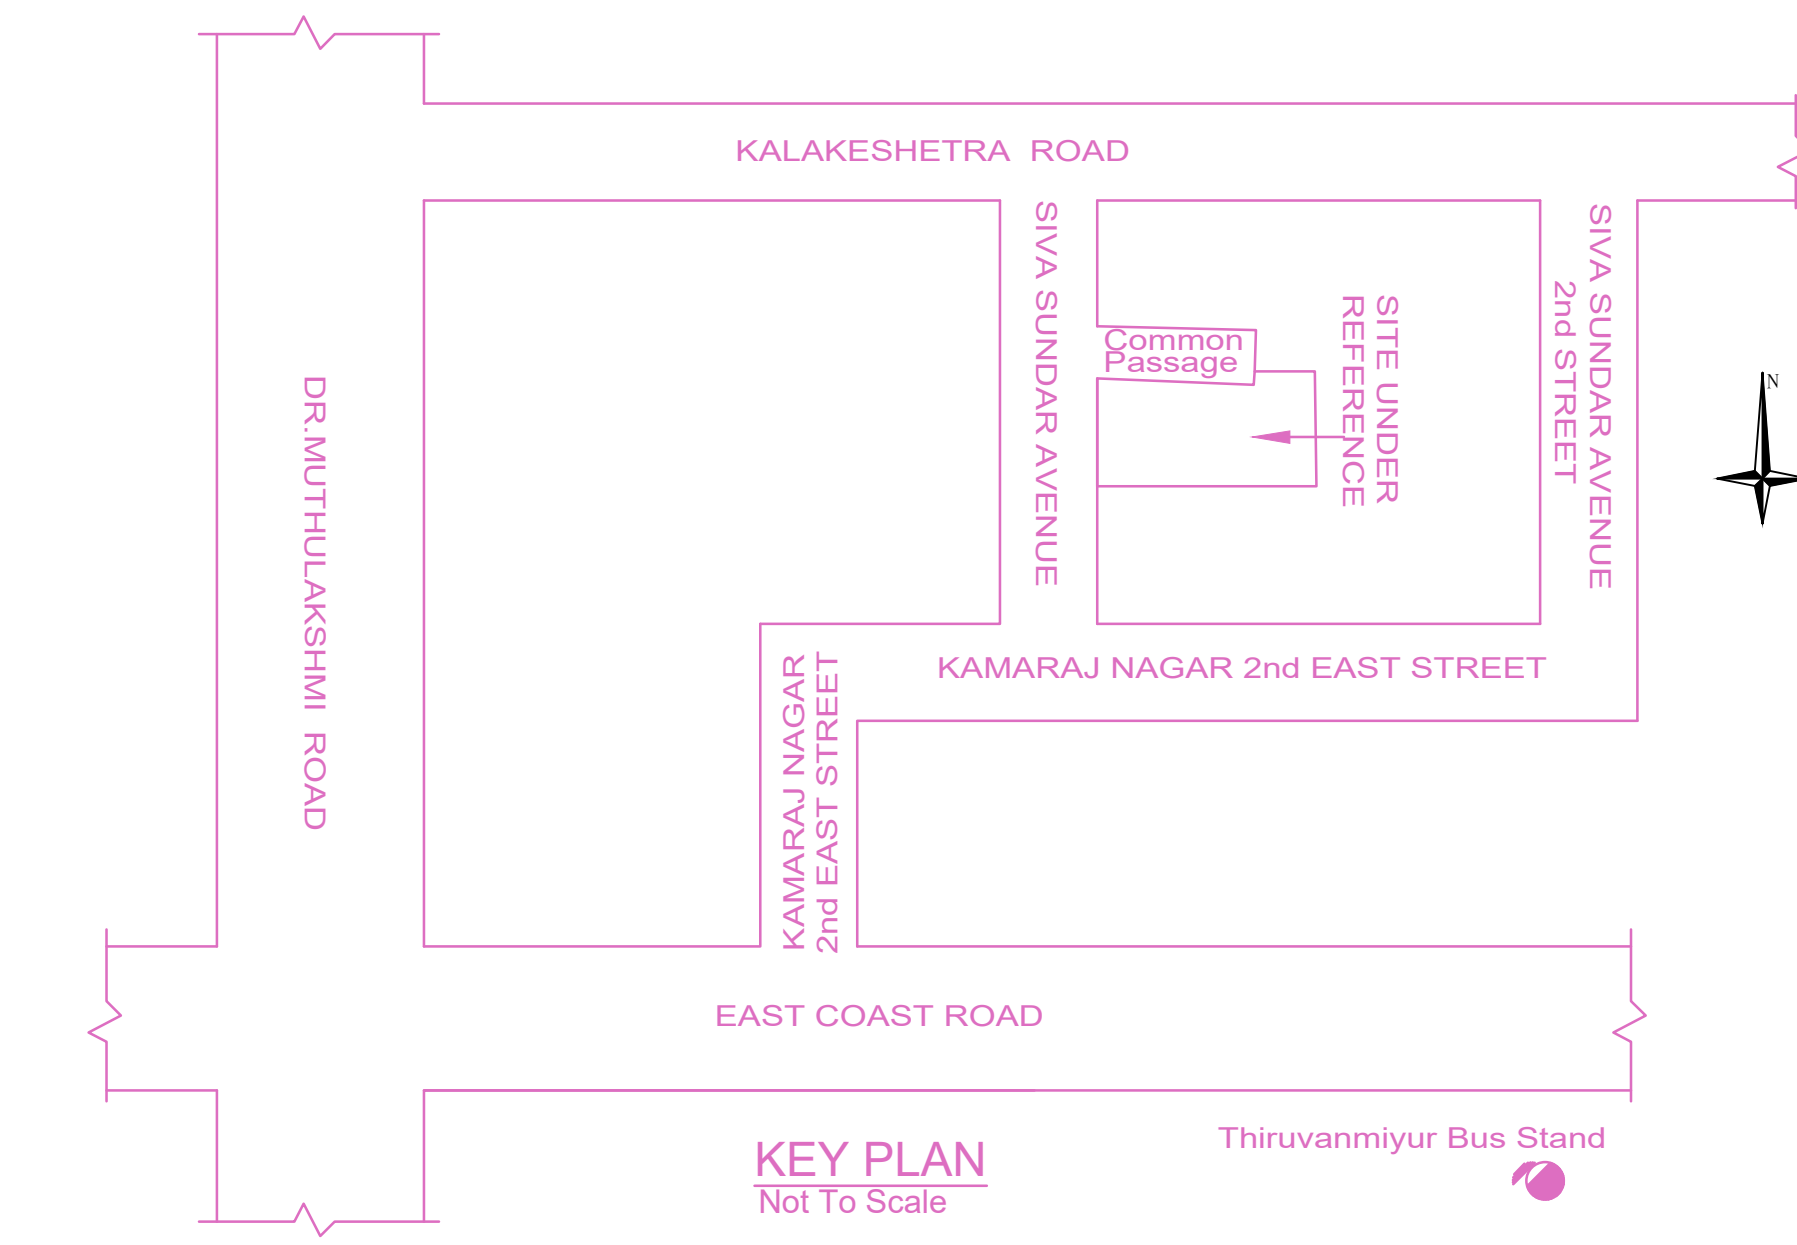 KALAKESHETRA ROAD
SIVA SUNDAR AVENUE
Common
Passage
SITE UNDER
REFERENCE
SIVA SUNDAR AVENUE
2nd STREET
N
DR.MUTHULAKSHMI ROAD
KAMARAJ NAGAR 2nd EAST STREET
KAMARAJ NAGAR
2nd EAST STREET
EAST COAST ROAD
Thiruvanmiyur Bus Stand
KEY PLAN
Not To Scale